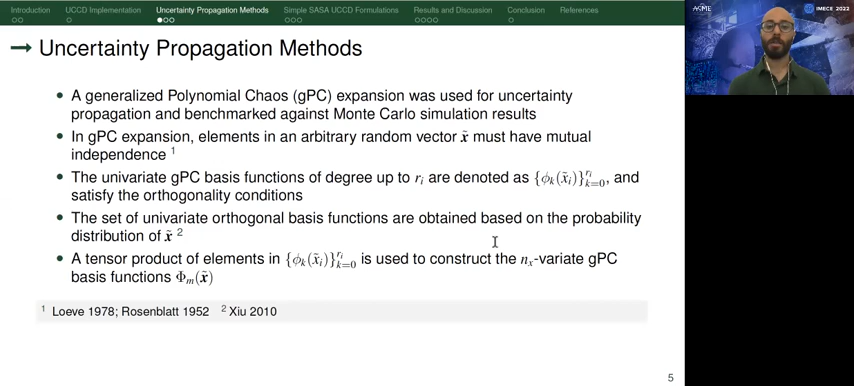 Introduction UCCD Implementation Uncertainty Propagation Methods Simple SASA UCCD Formulations Results and Discussion Conclusion References
ASME IMECE 2022
→ Uncertainty Propagation Methods
• A generalized Polynomial Chaos (gPC) expansion was used for uncertainty
propagation and benchmarked against Monte Carlo simulation results
• In gPC expansion, elements in an arbitrary random vector x̃ must have mutual
independence ¹
• The univariate gPC basis functions of degree up to rᵢ are denoted as {ϕₖ(x̃ᵢ)}ₖ₌₀^{rᵢ}, and
satisfy the orthogonality conditions
• The set of univariate orthogonal basis functions are obtained based on the probability
distribution of x̃ ²
• A tensor product of elements in {ϕₖ(x̃ᵢ)}ₖ₌₀^{rᵢ} is used to construct the nₓ-variate gPC
basis functions Φₘ(x̃)
¹ Loeve 1978; Rosenblatt 1952 ² Xiu 2010
5